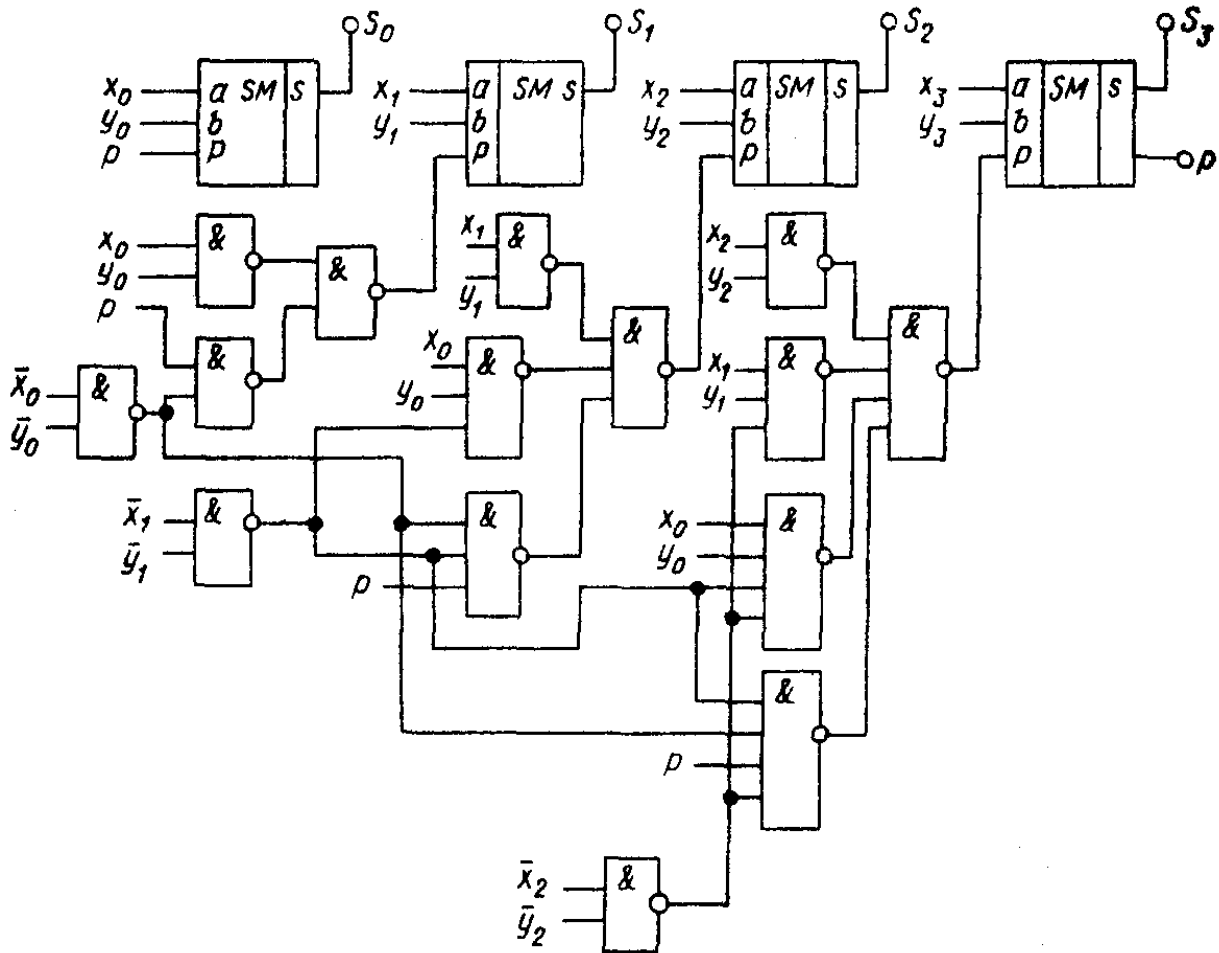 S₀ S₁ S₂ S₃
x₀ a SM s x₁ a SM s x₂ a SM s x₃ a SM s
y₀ b y₁ b y₂ b y₃ b
p p p p p p
x₀ & x₁ & x₂ &
y₀ & y₁ y₂
p & x₀ & & x₁ & &
x̄₀ & y₀ y₁
ȳ₀
x̄₁ & & x₀ &
ȳ₁ p y₀
&
p
x̄₂ &
ȳ₂